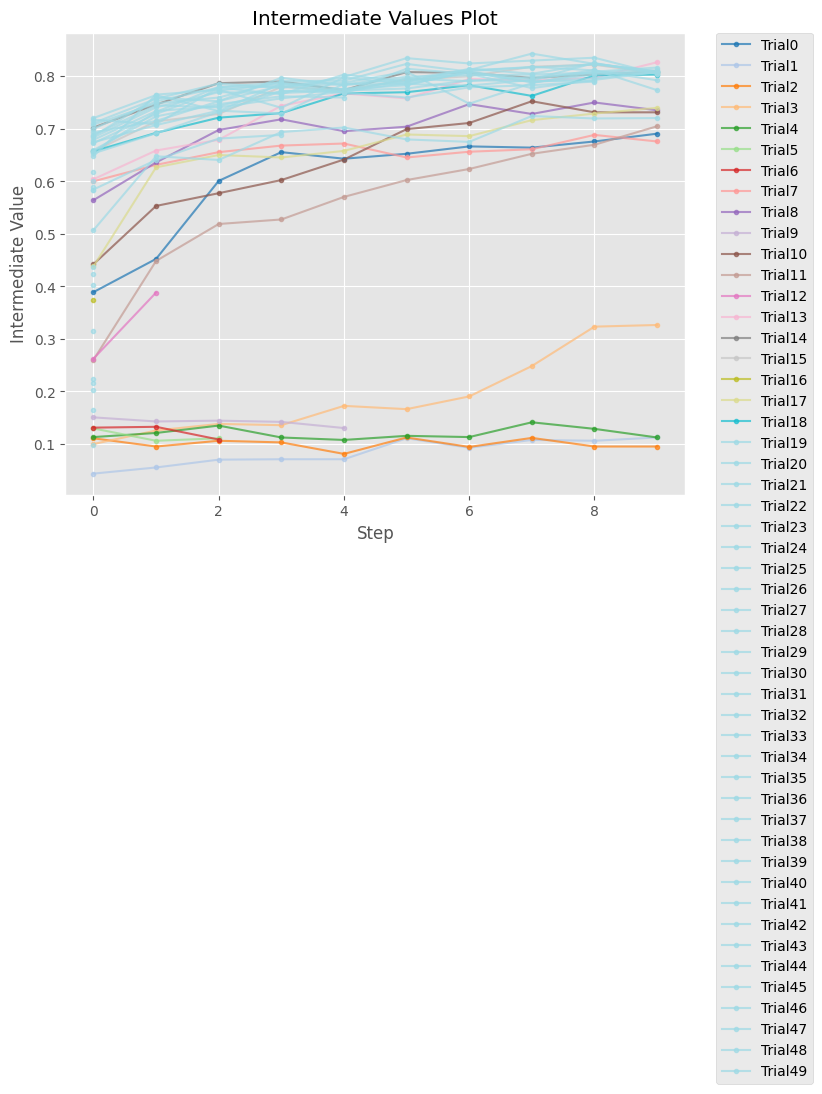 Intermediate Values Plot
Intermediate Value
0.8
0.7
0.6
0.5
0.4
0.3
0.2
0.1
0 2 4 6 8
Step
Trial0
Trial1
Trial2
Trial3
Trial4
Trial5
Trial6
Trial7
Trial8
Trial9
Trial10
Trial11
Trial12
Trial13
Trial14
Trial15
Trial16
Trial17
Trial18
Trial19
Trial20
Trial21
Trial22
Trial23
Trial24
Trial25
Trial26
Trial27
Trial28
Trial29
Trial30
Trial31
Trial32
Trial33
Trial34
Trial35
Trial36
Trial37
Trial38
Trial39
Trial40
Trial41
Trial42
Trial43
Trial44
Trial45
Trial46
Trial47
Trial48
Trial49